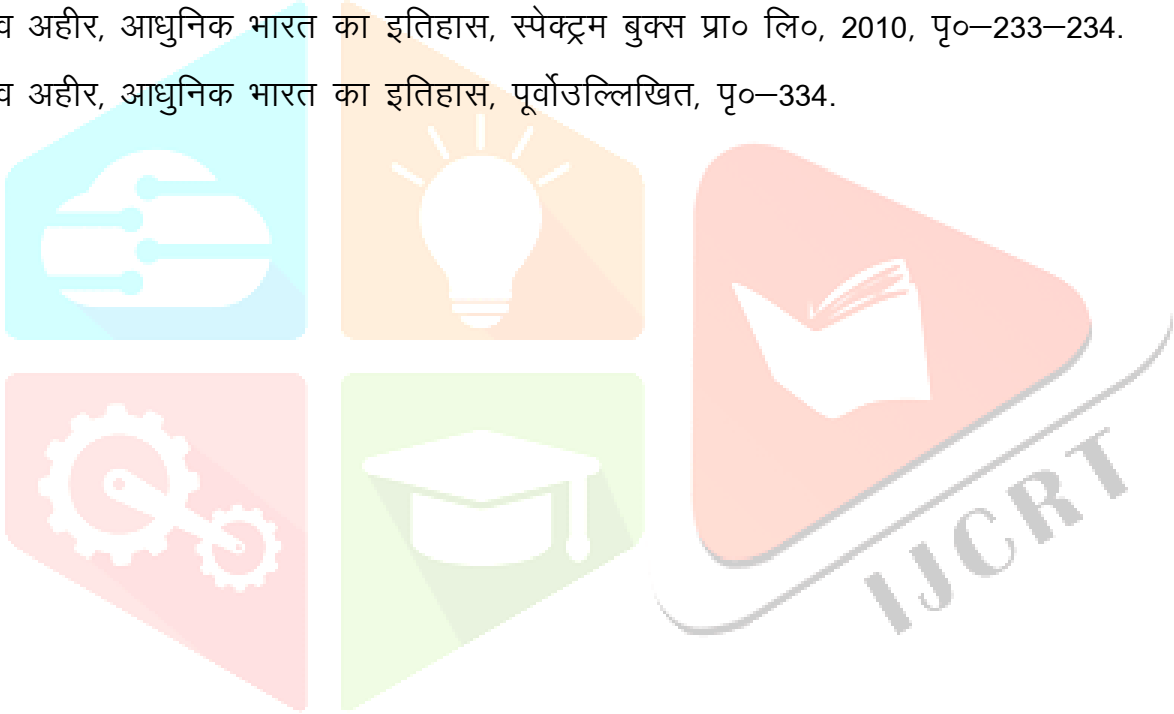 व अहीर, आधुनिक भारत का इतिहास, स्पेक्ट्रम बुक्स प्रा० लि०, 2010, पृ०–233–234.
व अहीर, आधुनिक भारत का इतिहास, पूर्वोउल्लिखित, पृ०–334.
IJCRT